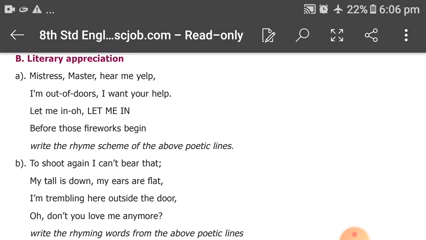 ... 22% 6:06 pm
8th Std Engl...scjob.com – Read–only
B. Literary appreciation
a). Mistress, Master, hear me yelp,
I'm out-of-doors, I want your help.
Let me in-oh, LET ME IN
Before those fireworks begin
write the rhyme scheme of the above poetic lines.
b). To shoot again I can't bear that;
My tall is down, my ears are flat,
I'm trembling here outside the door,
Oh, don't you love me anymore?
write the rhyming words from the above poetic lines